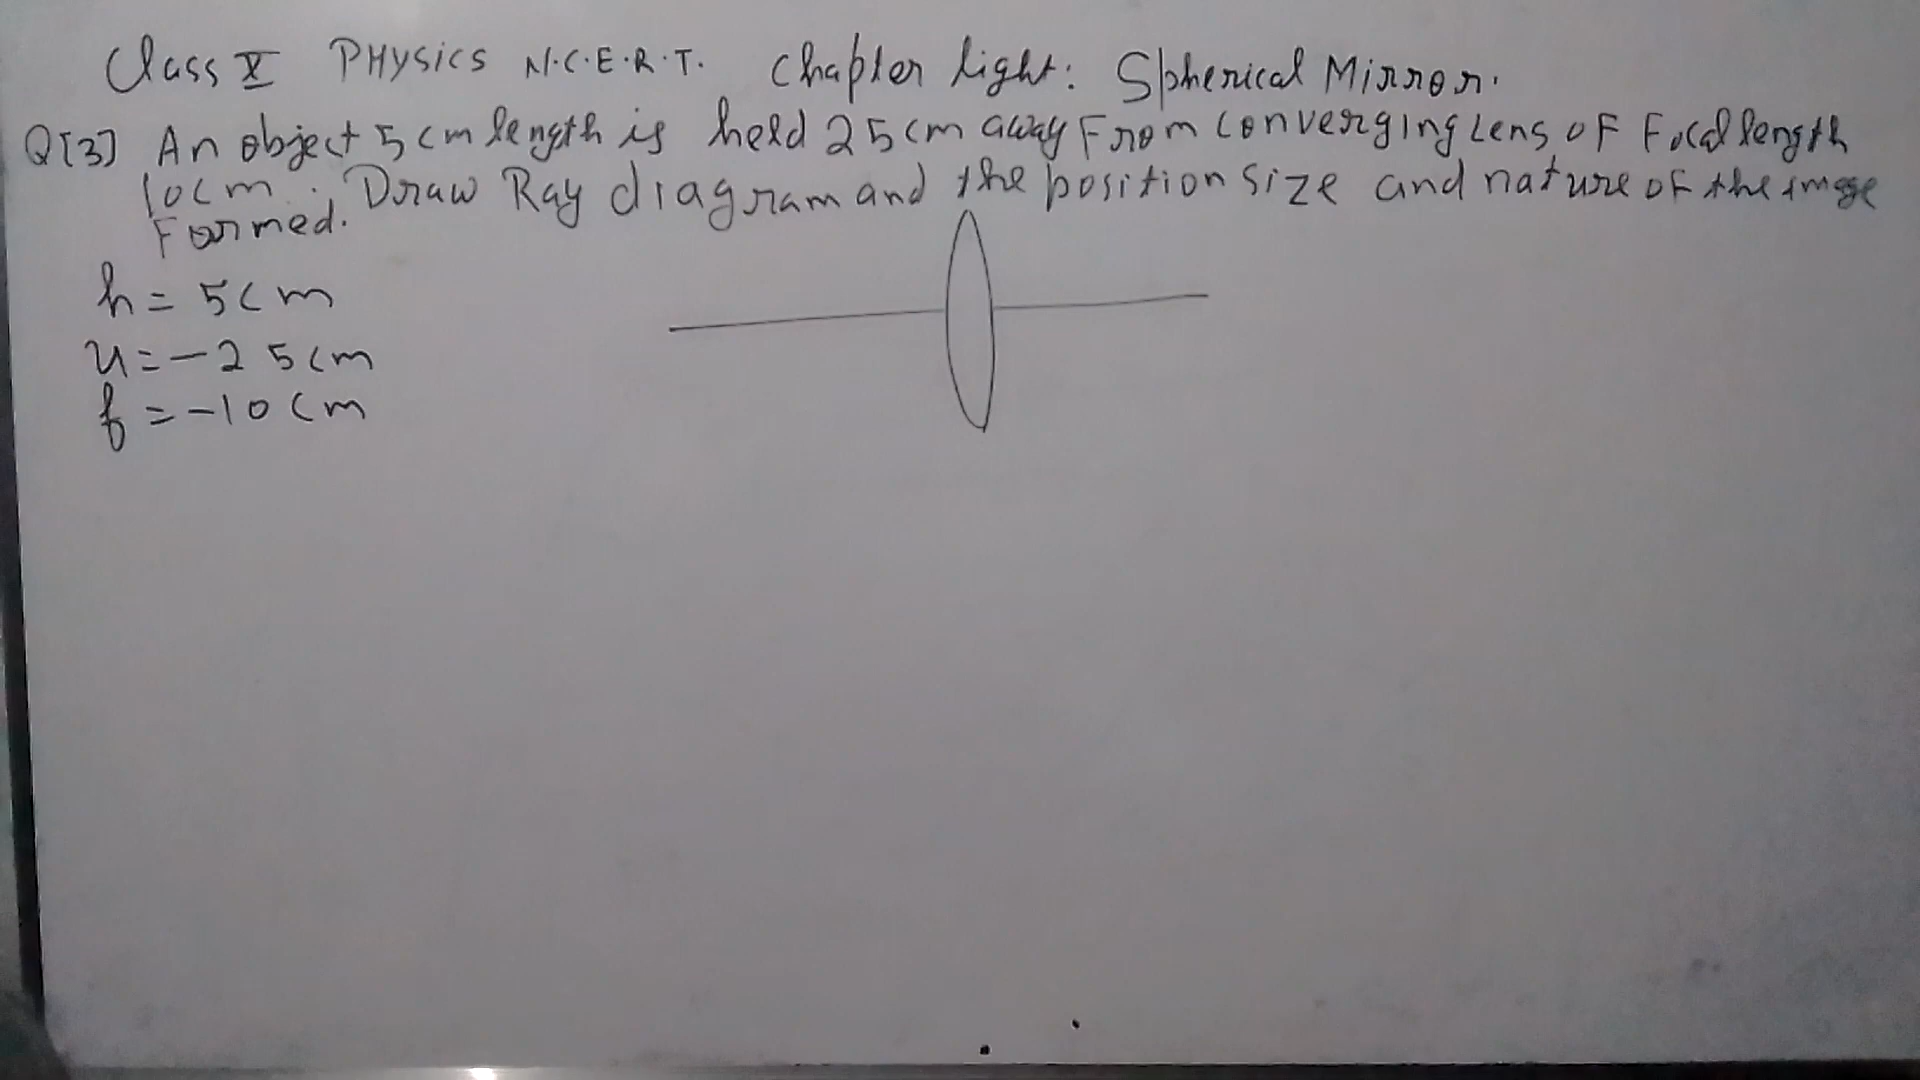 Class X PHysics N.C.E.R.T. Chapter light: Spherical Mirror.
Q[3] An object 5cm length is held 25cm away From converging Lens oF Focal length
10cm. Draw Ray diagram and the position size and nature oF the image
Formed.
h = 5cm
u = -25cm
f = -10cm